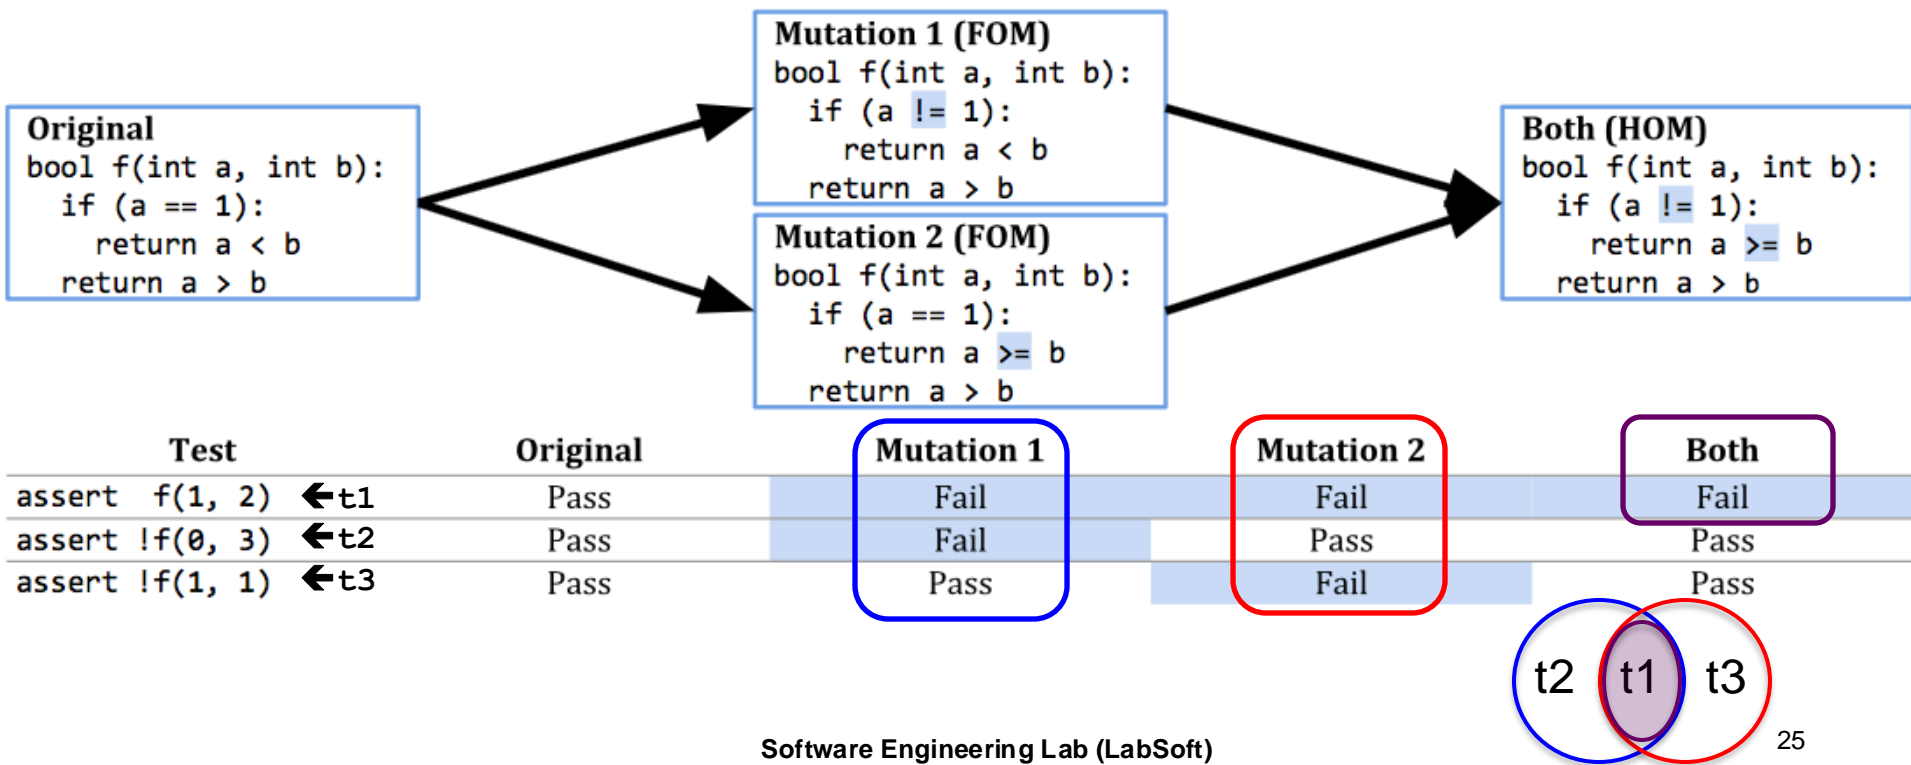 Original
bool f(int a, int b):
  if (a == 1):
    return a < b
  return a > b
Mutation 1 (FOM)
bool f(int a, int b):
  if (a != 1):
    return a < b
  return a > b
Mutation 2 (FOM)
bool f(int a, int b):
  if (a == 1):
    return a >= b
  return a > b
Both (HOM)
bool f(int a, int b):
  if (a != 1):
    return a >= b
  return a > b
Test Original Mutation 1 Mutation 2 Both
assert  f(1, 2) 🡸t1 Pass Fail Fail Fail
assert !f(0, 3) 🡸t2 Pass Fail Pass Pass
assert !f(1, 1) 🡸t3 Pass Pass Fail Pass
t2 t1 t3
Software Engineering Lab (LabSoft)
25